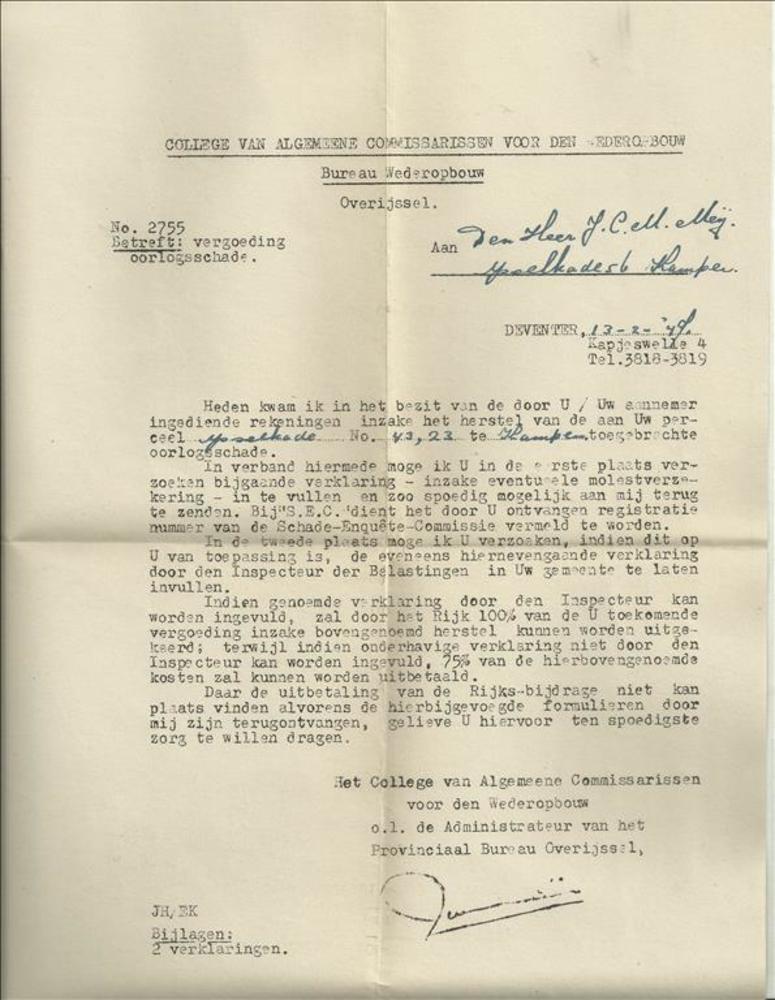 COLLEGE VAN ALGEMEENE COMMISSARISSEN VOOR DEN WEDEROPBOUW
Bureau Wederopbouw
Overijssel.
No. 2755
Betreft: vergoeding
oorlogsschade.
Aan Den Heer J.C.M. Meij.
Ysselkade Kampen.
DEVENTER, 13-2-
Kapjeswelle 4
Tel.3818-3819
Heden kwam ik in het bezit van de door U / Uw aannemer
ingediende rekeningen inzake het herstel van de aan Uw per-
ceel Ysselkade No. 43, 23 te Kampen toegebrachte
oorlogsschade.
In verband hiermede moge ik U in de eerste plaats ver-
zoeken bijgaande verklaring - inzake eventueele molestverze-
kering - in te vullen en zoo spoedig mogelijk aan mij terug
te zenden. Bij "S.E.C." dient het door U ontvangen registratie
nummer van de Schade-Enquête-Commissie vermeld te worden.
In de tweede plaats moge ik U verzoeken, indien dit op
U van toepassing is, de eveneens hiernevengaande verklaring
door den Inspecteur der Belastingen in Uw gemeente te laten
invullen.
Indien genoemde verklaring door den Inspecteur kan
worden ingevuld, zal door het Rijk 100% van de U toekomende
vergoeding inzake bovengenoemd herstel kunnen worden uitge-
keerd; terwijl indien onderhavige verklaring niet door den
Inspecteur kan worden ingevuld, 75% van de hierbovengenoemde
kosten zal kunnen worden uitbetaald.
Daar de uitbetaling van de Rijks-bijdrage niet kan
plaats vinden alvorens de hierbijgevoegde formulieren door
mij zijn terugontvangen, gelieve U hiervoor ten spoedigste
zorg te willen dragen.
Het College van Algemeene Commissarissen
voor den Wederopbouw
o.l. de Administrateur van het
Provinciaal Bureau Overijssel,
JH/EK
Bijlagen:
2 verklaringen.